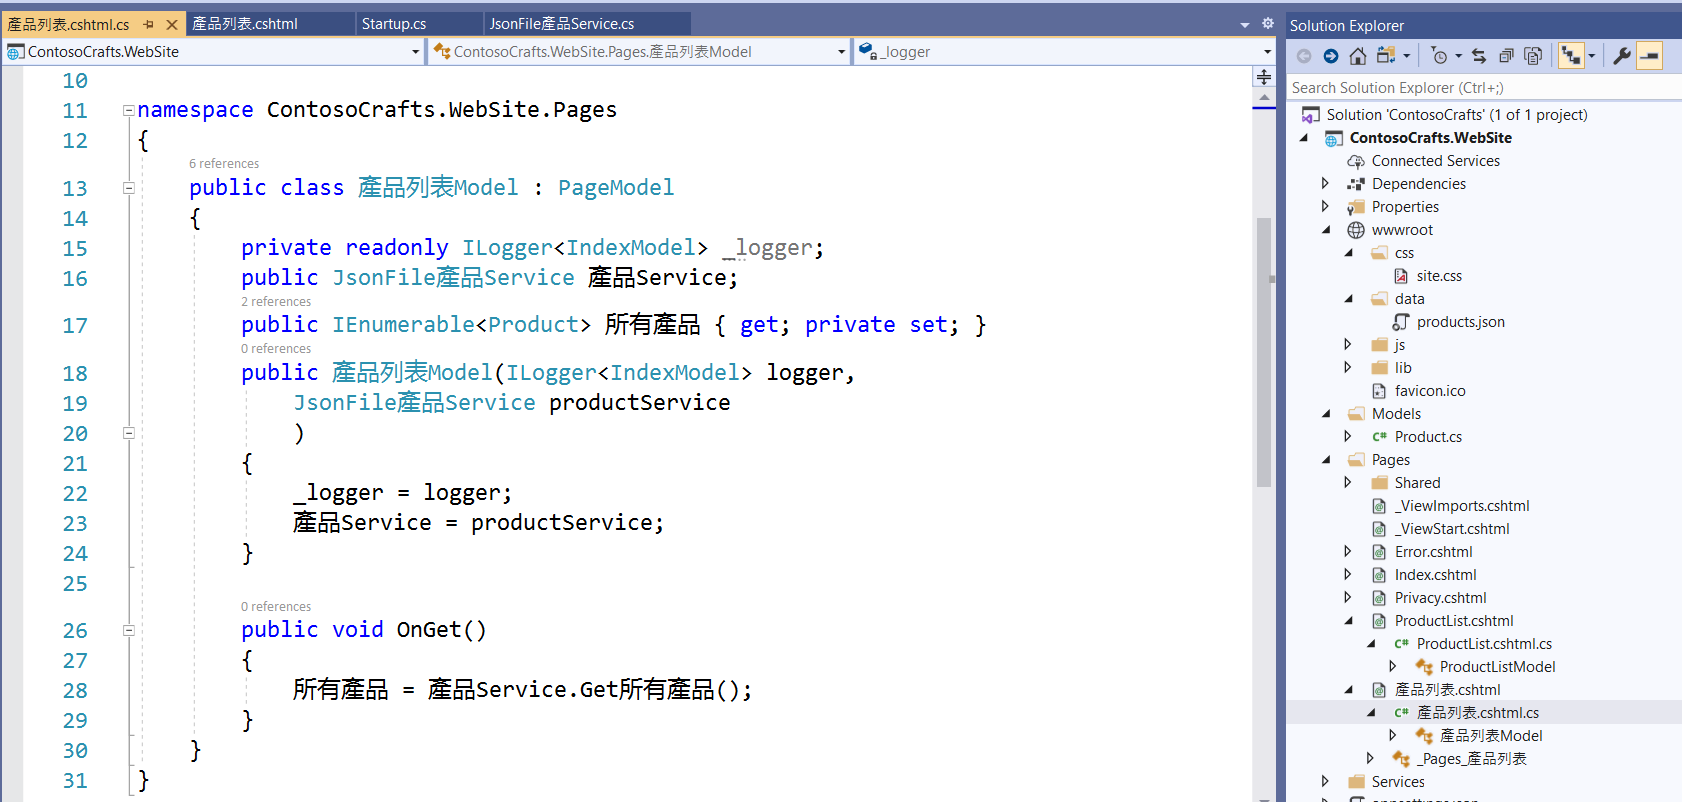 產品列表.cshtml.cs
產品列表.cshtml
Startup.cs
JsonFile產品Service.cs
ContosoCrafts.WebSite
ContosoCrafts.WebSite.Pages.產品列表Model
_logger
10
11 namespace ContosoCrafts.WebSite.Pages
12 {
6 references
13 public class 產品列表Model : PageModel
14 {
15 private readonly ILogger<IndexModel> _logger;
16 public JsonFile產品Service 產品Service;
2 references
17 public IEnumerable<Product> 所有產品 { get; private set; }
0 references
18 public 產品列表Model(ILogger<IndexModel> logger,
19 JsonFile產品Service productService
20 )
21 {
22 _logger = logger;
23 產品Service = productService;
24 }
25
0 references
26 public void OnGet()
27 {
28 所有產品 = 產品Service.Get所有產品();
29 }
30 }
31 }
Solution Explorer
Search Solution Explorer (Ctrl+;)
Solution 'ContosoCrafts' (1 of 1 project)
ContosoCrafts.WebSite
Connected Services
Dependencies
Properties
wwwroot
css
site.css
data
products.json
js
lib
favicon.ico
Models
C# Product.cs
Pages
Shared
_ViewImports.cshtml
_ViewStart.cshtml
Error.cshtml
Index.cshtml
Privacy.cshtml
ProductList.cshtml
C# ProductList.cshtml.cs
ProductListModel
產品列表.cshtml
C# 產品列表.cshtml.cs
產品列表Model
_Pages_產品列表
Services